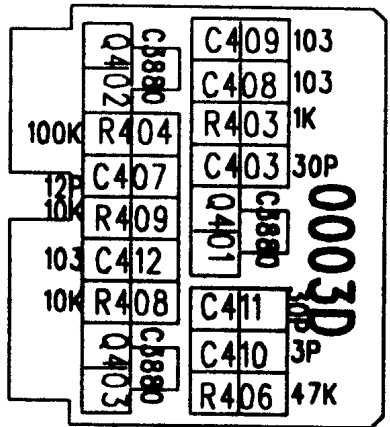 Q402 C3880
100K R404
12P C407
10K R409
103 C412
10K R408
Q403 C3880
C409 103
C408 103
R403 1K
C403 30P
Q401 C3880
C411 30P
C410 3P
R406 47K
0003D